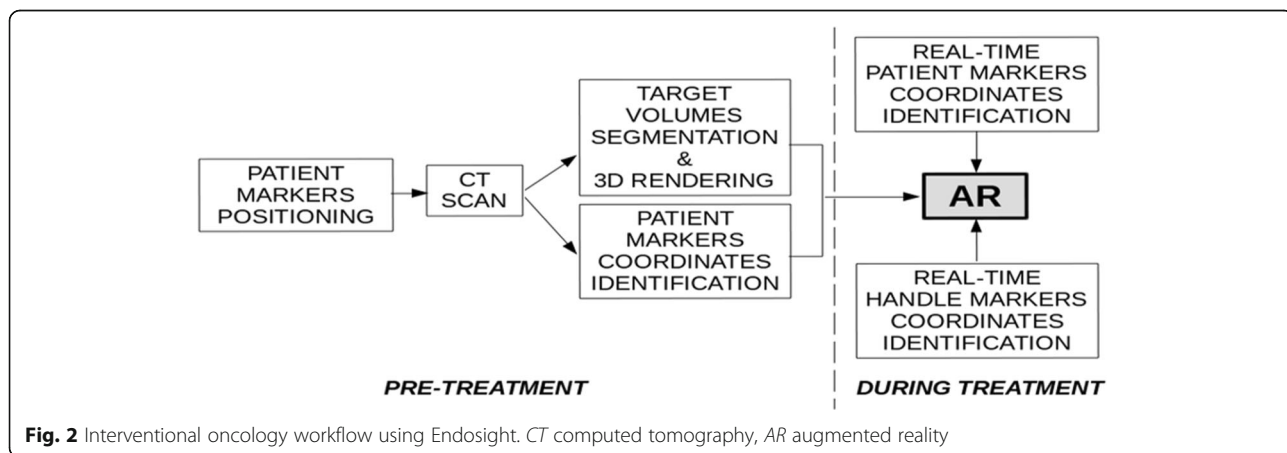 PATIENT
MARKERS
POSITIONING
CT
SCAN
TARGET
VOLUMES
SEGMENTATION
&
3D RENDERING
PATIENT
MARKERS
COORDINATES
IDENTIFICATION
PRE-TREATMENT
REAL-TIME
PATIENT MARKERS
COORDINATES
IDENTIFICATION
AR
REAL-TIME
HANDLE MARKERS
COORDINATES
IDENTIFICATION
DURING TREATMENT
Fig. 2 Interventional oncology workflow using Endosight. CT computed tomography, AR augmented reality